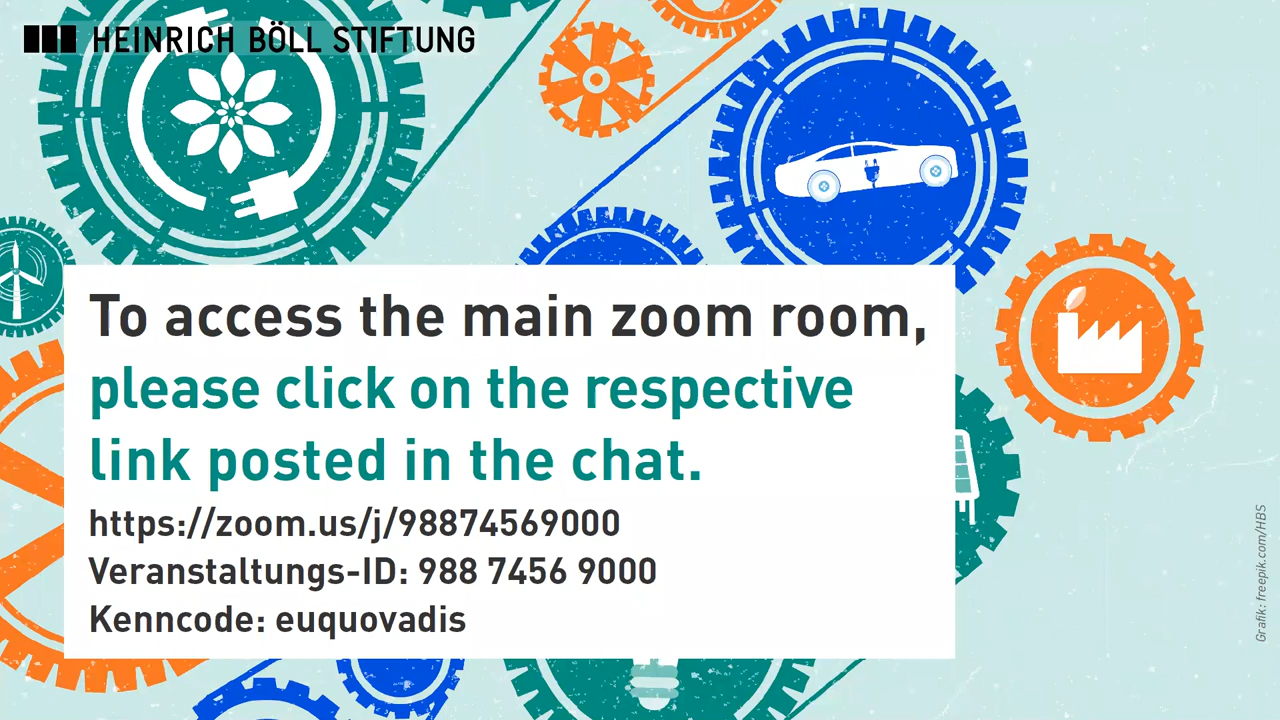 HEINRICH BÖLL STIFTUNG
To access the main zoom room,
please click on the respective
link posted in the chat.
https://zoom.us/j/98874569000
Veranstaltungs-ID: 988 7456 9000
Kenncode: euquovadis
Grafik: freepik.com/HBS